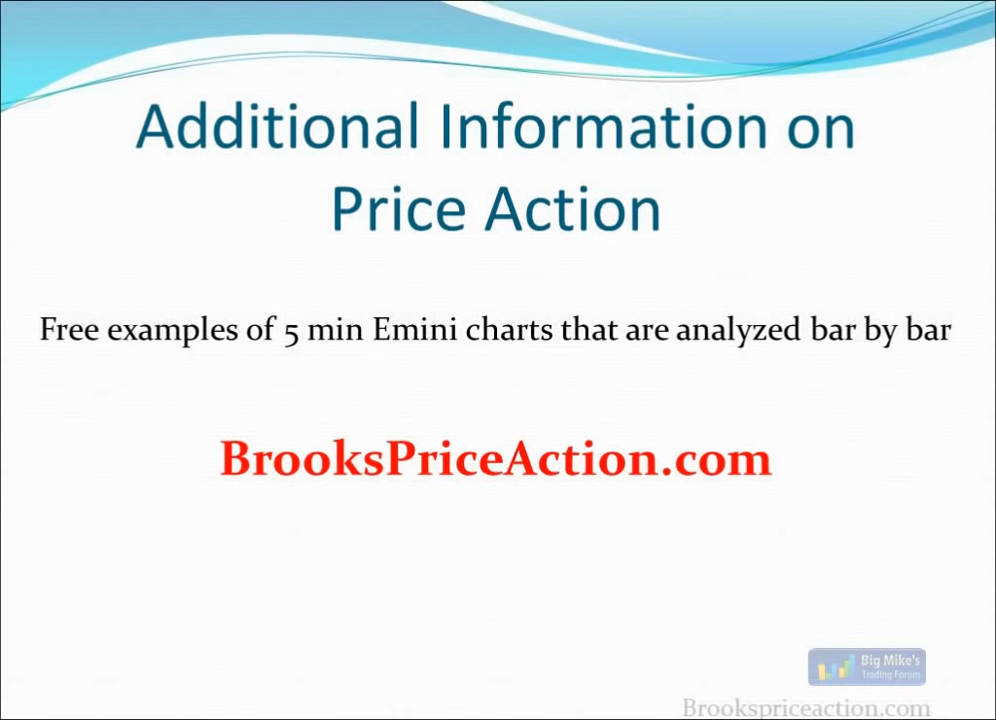 Additional Information on
Price Action
Free examples of 5 min Emini charts that are analyzed bar by bar
BrooksPriceAction.com
Big Mike's
Trading Forum
Brookspriceaction.com